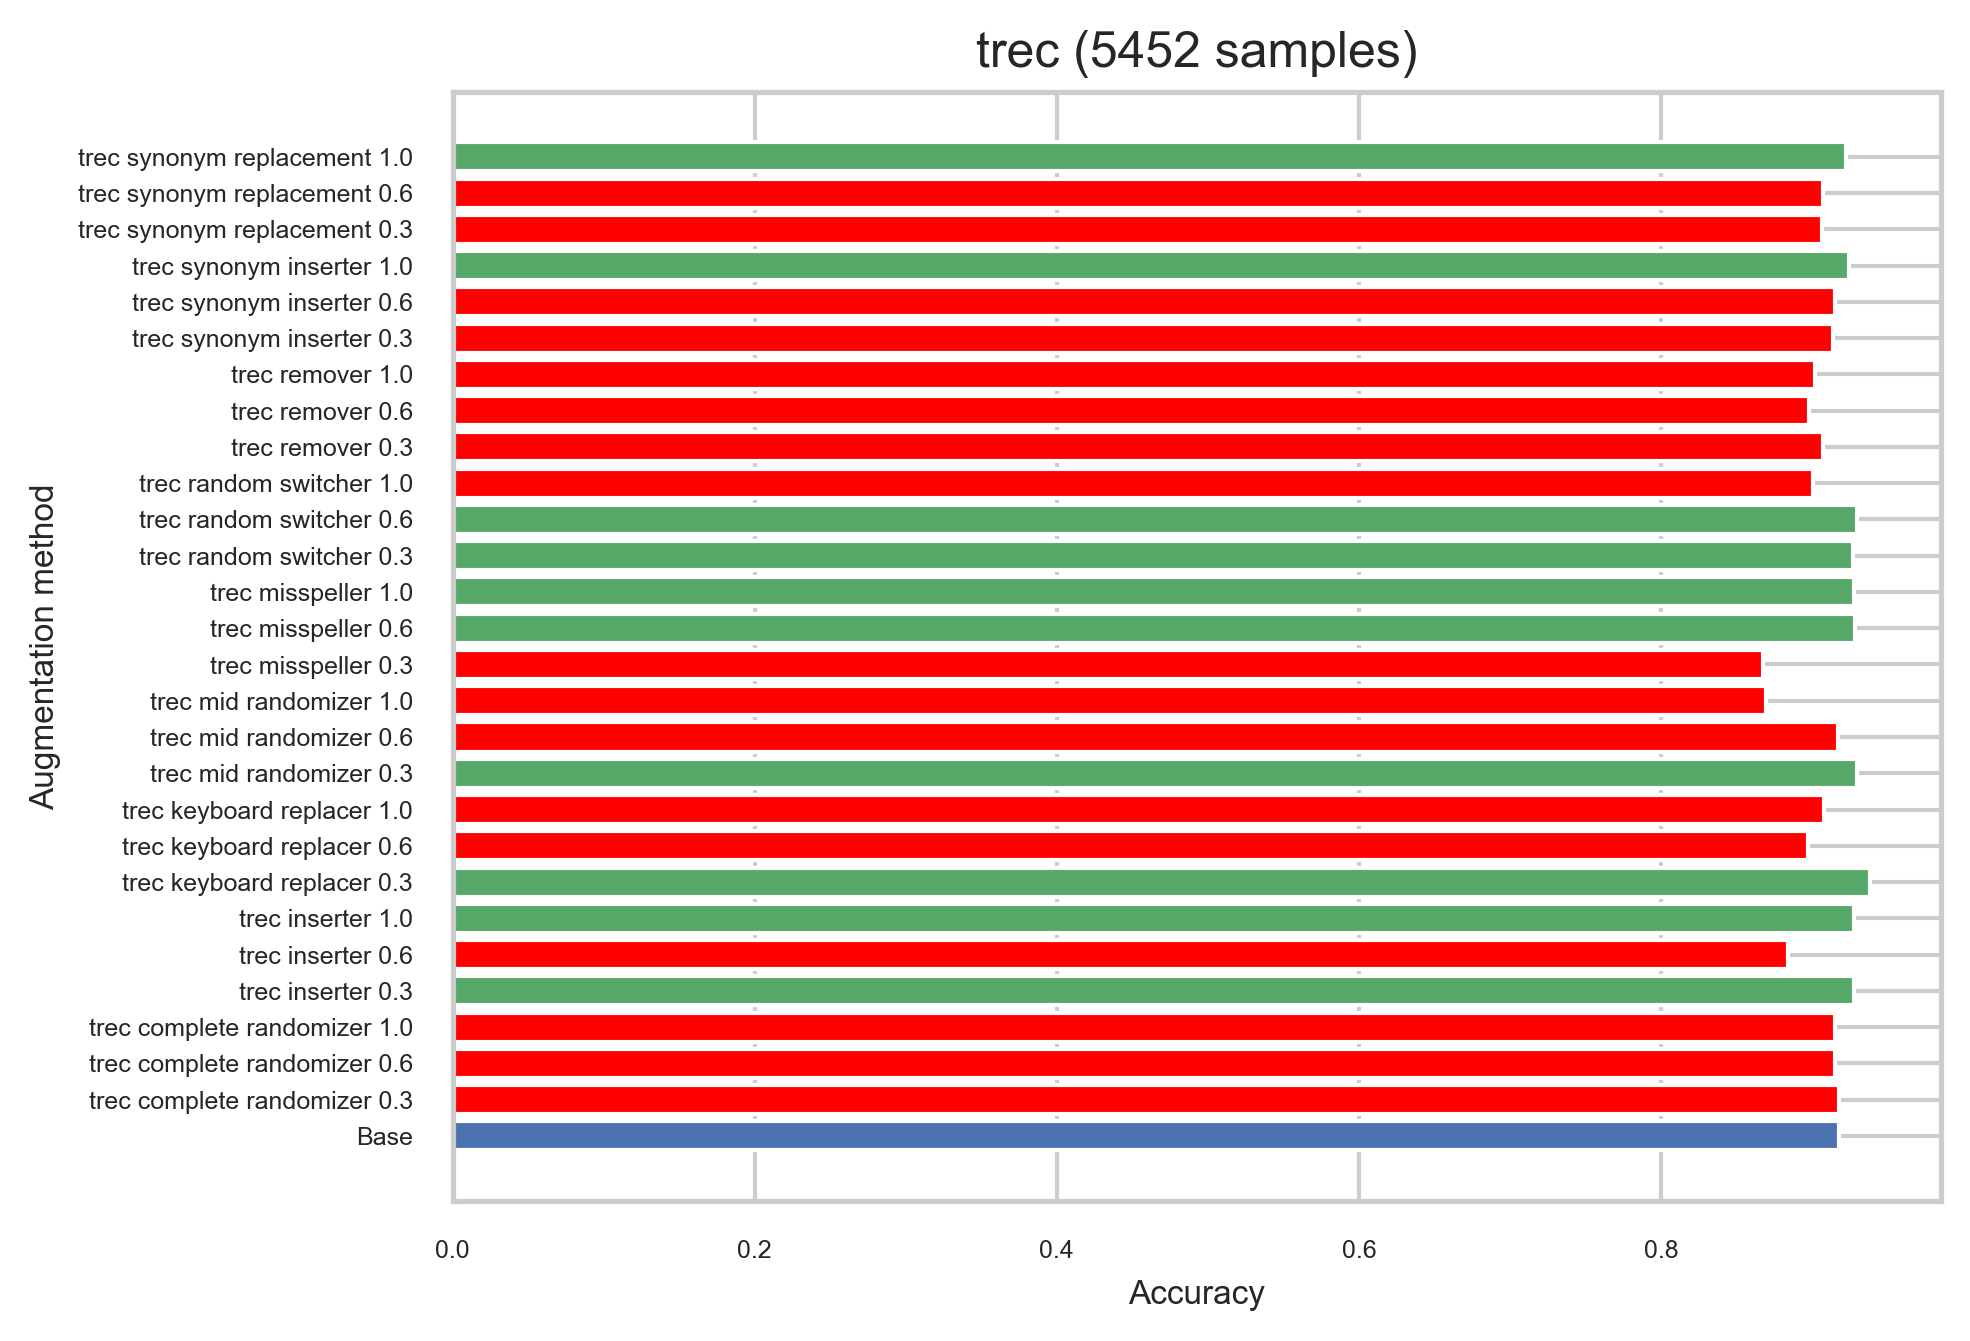 trec (5452 samples)
trec synonym replacement 1.0
trec synonym replacement 0.6
trec synonym replacement 0.3
trec synonym inserter 1.0
trec synonym inserter 0.6
trec synonym inserter 0.3
trec remover 1.0
trec remover 0.6
trec remover 0.3
trec random switcher 1.0
trec random switcher 0.6
trec random switcher 0.3
trec misspeller 1.0
trec misspeller 0.6
trec misspeller 0.3
trec mid randomizer 1.0
trec mid randomizer 0.6
trec mid randomizer 0.3
trec keyboard replacer 1.0
trec keyboard replacer 0.6
trec keyboard replacer 0.3
trec inserter 1.0
trec inserter 0.6
trec inserter 0.3
trec complete randomizer 1.0
trec complete randomizer 0.6
trec complete randomizer 0.3
Base
Augmentation method
0.0 0.2 0.4 0.6 0.8
Accuracy